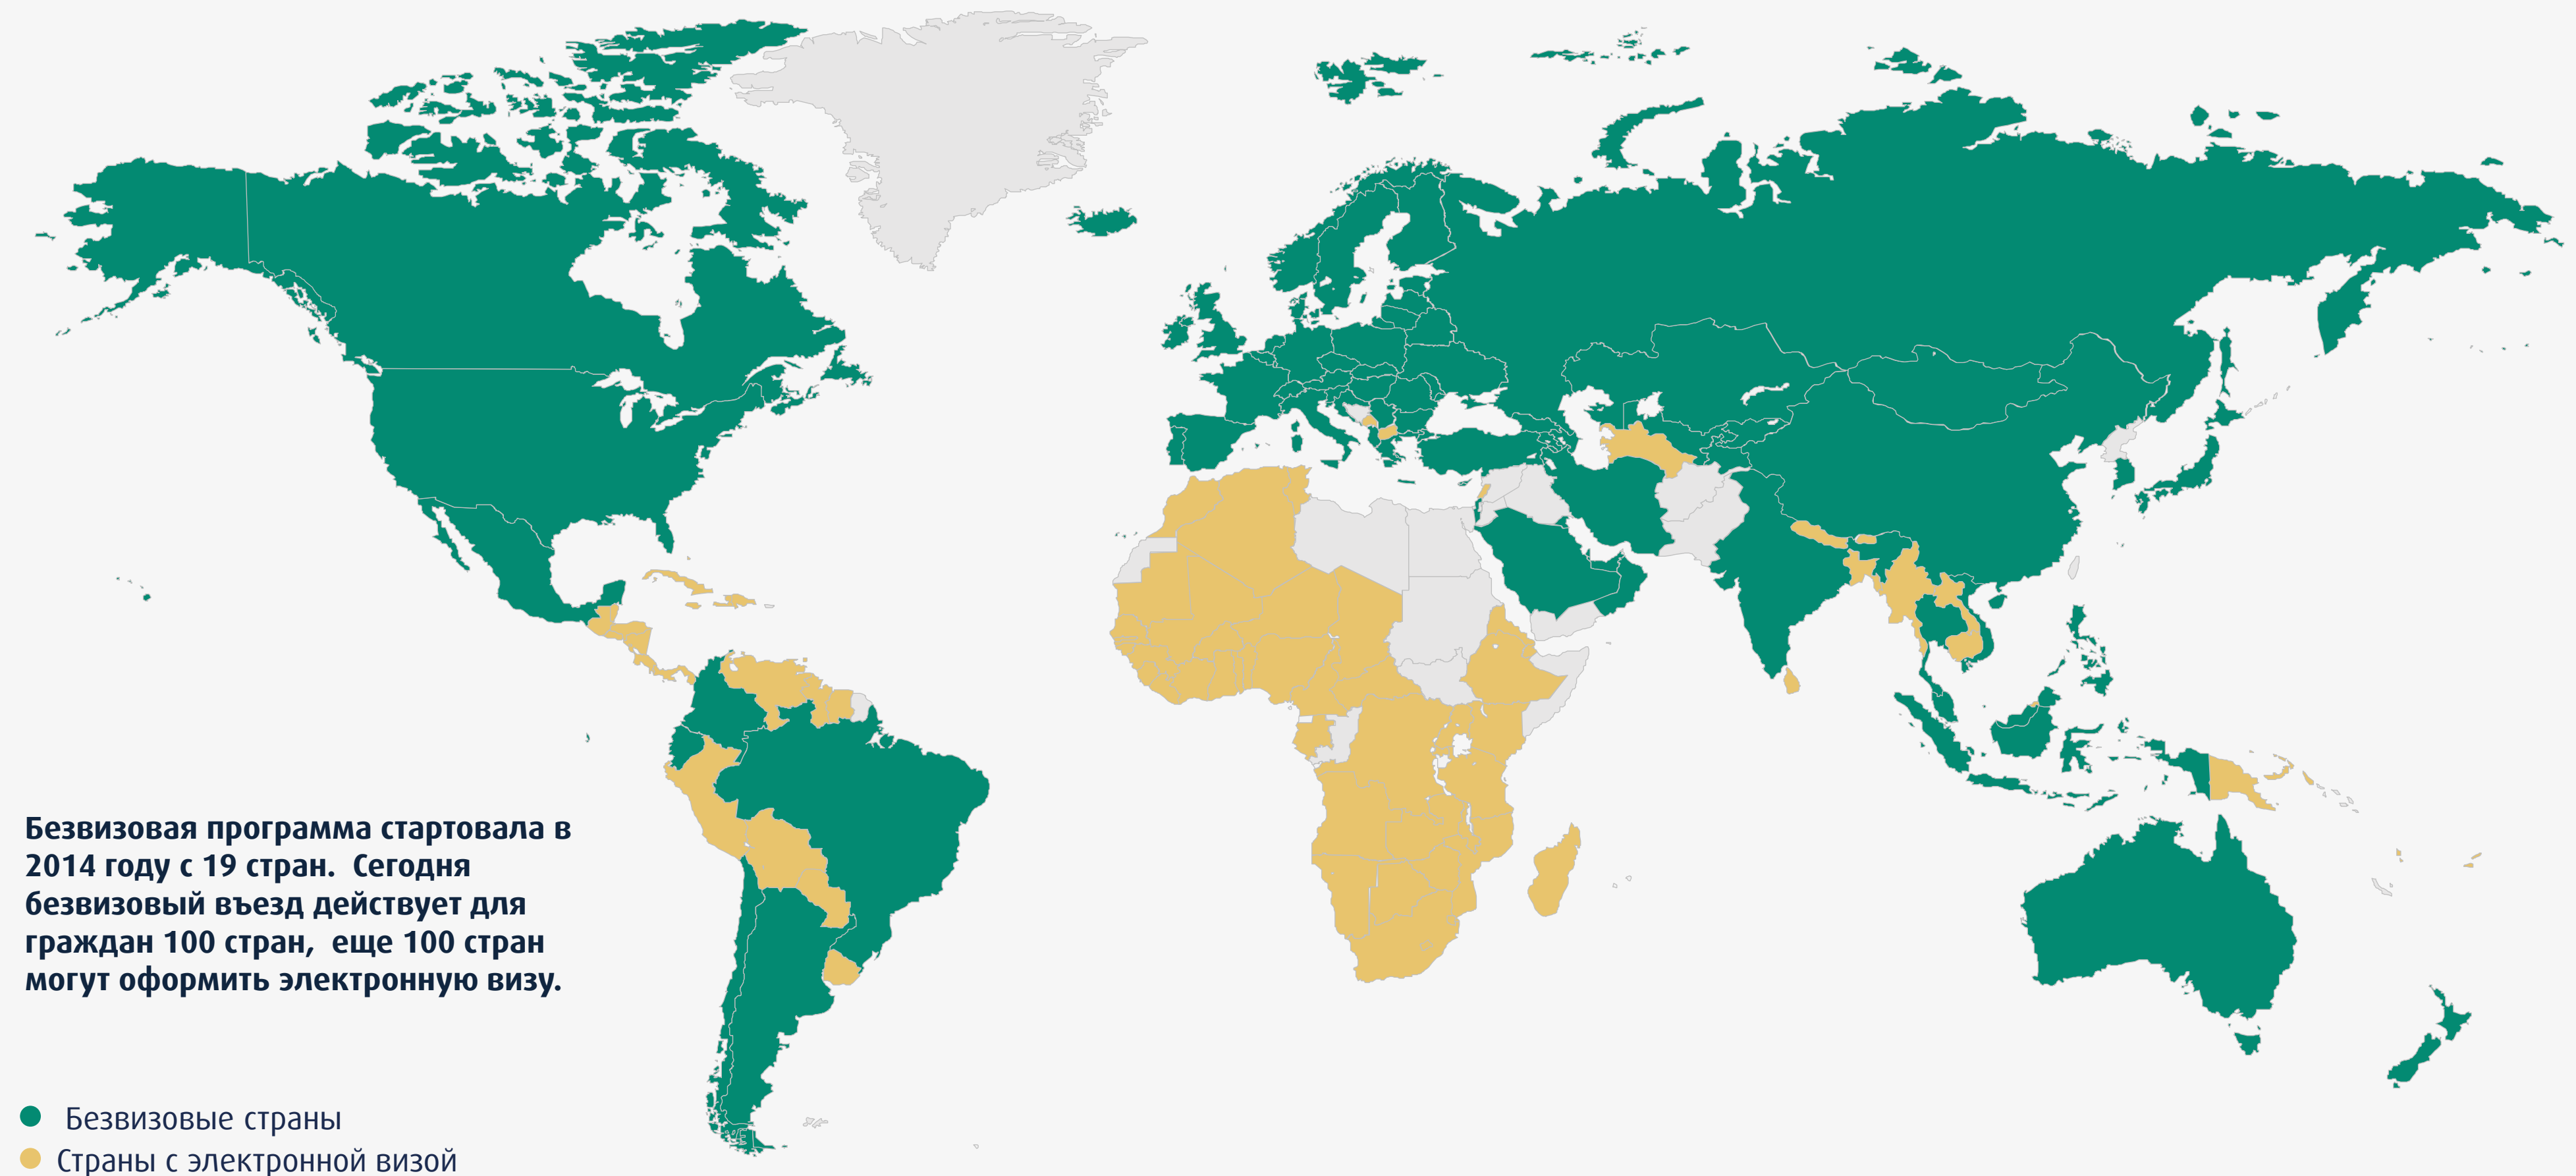 Безвизовая программа стартовала в
2014 году с 19 стран. Сегодня
безвизовый въезд действует для
граждан 100 стран, еще 100 стран
могут оформить электронную визу.
Безвизовые страны
Страны с электронной визой